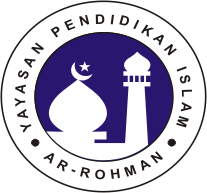 YAYASAN PENDIDIKAN ISLAM
AR-ROHMAN